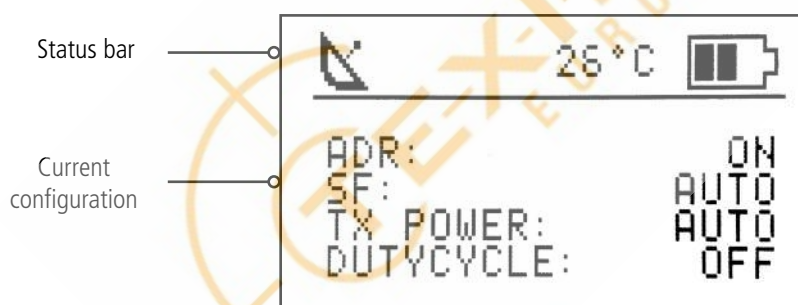 Status bar
26°C
Current
configuration
ADR: ON
SF: AUTO
TX POWER: AUTO
DUTYCYCLE: OFF